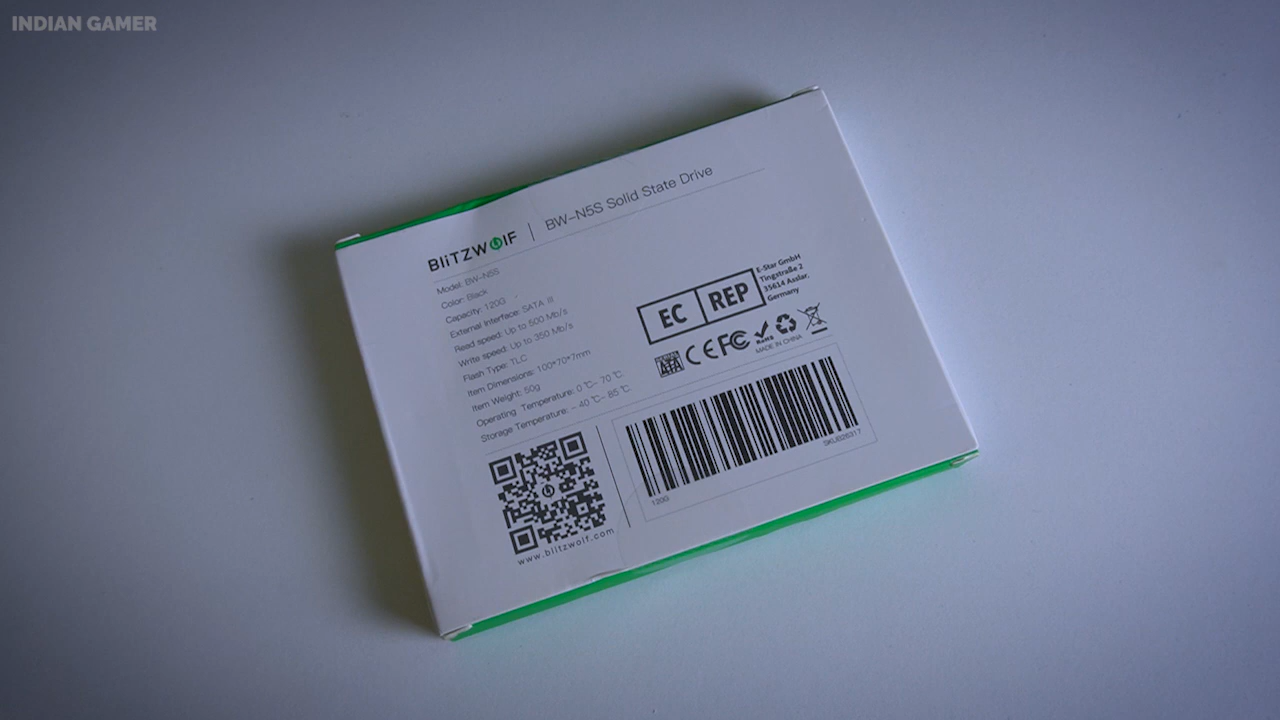 INDIAN GAMER
BLiTZWOlF | BW-N5S Solid State Drive
Model: BW-N5S
Color: Black
Capacity: 120G
External Interface: SATA III
Read speed: Up to 500 Mb/s
Write speed: Up to 350 Mb/s
Flash Type: TLC
Item Dimensions: 100*70*7mm
Item Weight: 50g
Operating Temperature: 0 ℃~ 70 ℃
Storage Temperature: - 40 ℃~ 85 ℃
EC REP
E-Star GmbH
Tingstraße 2
35614 Asslar,
Germany
CE FC RoHS
MADE IN CHINA
120G
SKUB26317
www.blitzwolf.com